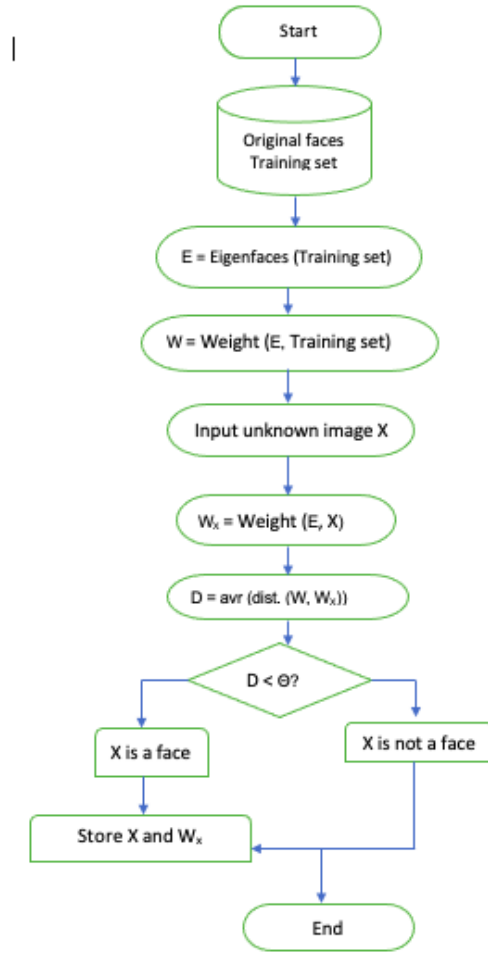 Start
Original faces
Training set
E = Eigenfaces (Training set)
W = Weight (E, Training set)
Input unknown image X
Wₓ = Weight (E, X)
D = avr (dist. (W, Wₓ))
D < Θ?
X is a face
X is not a face
Store X and Wₓ
End